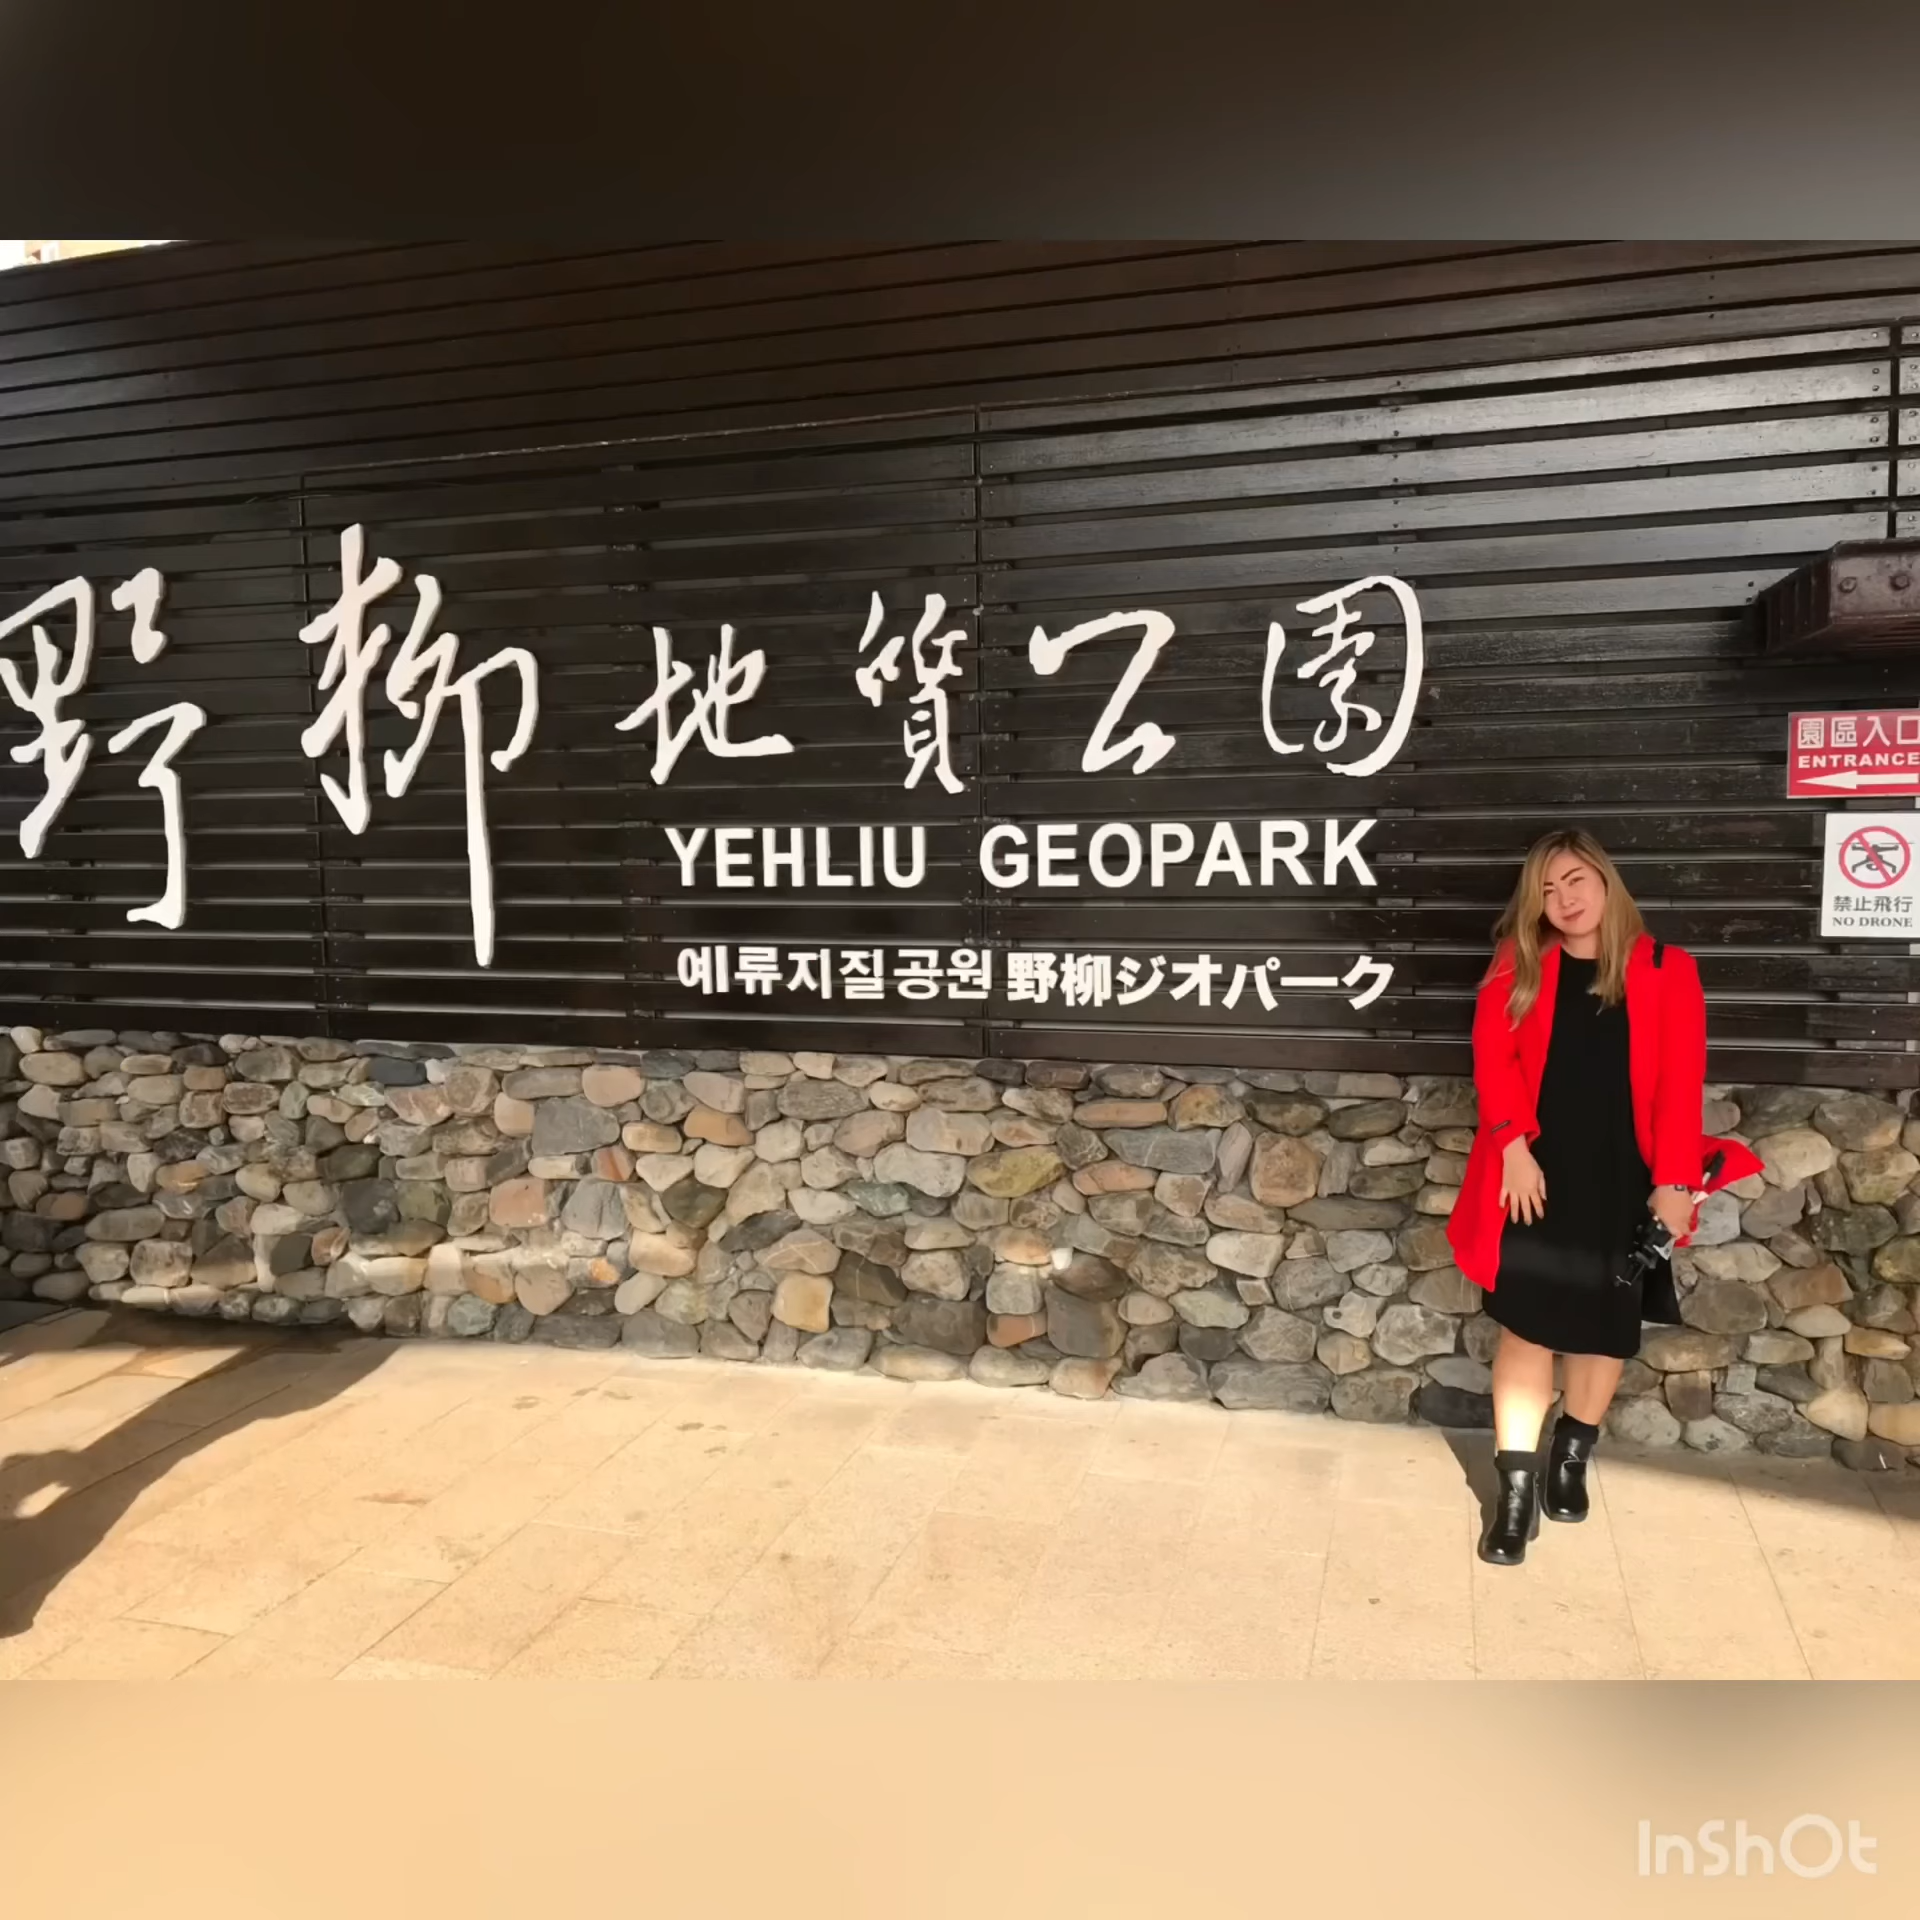 野柳地質公園
YEHLIU GEOPARK
예류지질공원 野柳ジオパーク
園區入口
ENTRANCE
禁止飛行
NO DRONE
InShOt